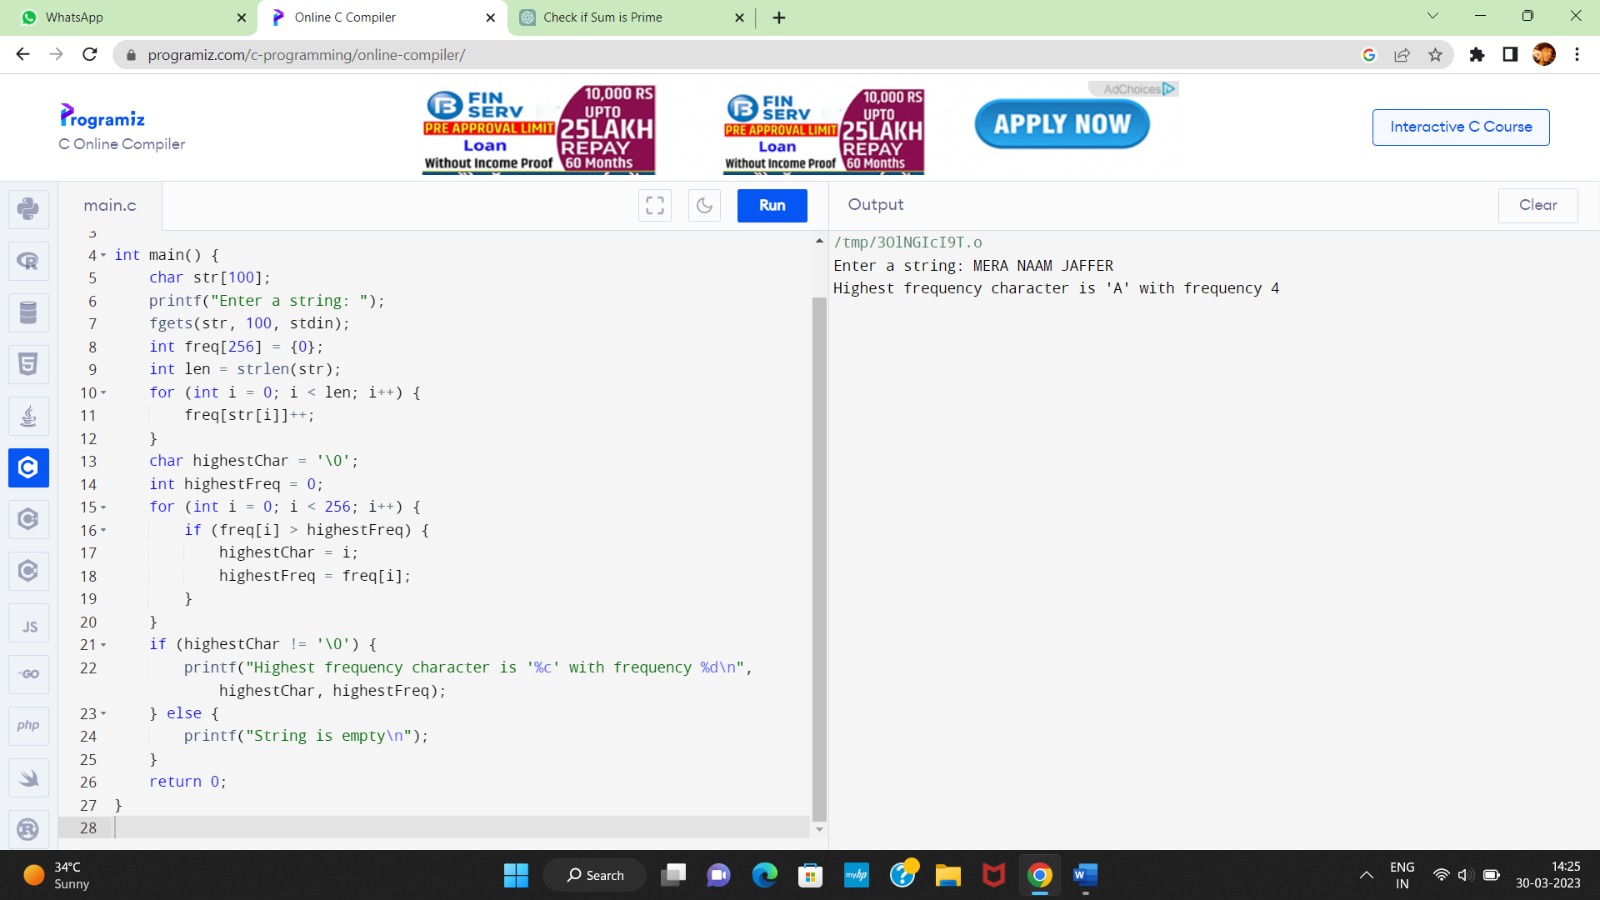 WhatsApp
Online C Compiler
Check if Sum is Prime
programiz.com/c-programming/online-compiler/
Programiz
C Online Compiler
B FIN SERV
PRE APPROVAL LIMIT
Loan
Without Income Proof
10,000 RS
UPTO
25LAKH
REPAY
60 Months
B FIN SERV
PRE APPROVAL LIMIT
Loan
Without Income Proof
10,000 RS
UPTO
25LAKH
REPAY
60 Months
AdChoices
APPLY NOW
Interactive C Course
main.c
Run
Output
Clear
3
4 int main() {
5     char str[100];
6     printf("Enter a string: ");
7     fgets(str, 100, stdin);
8     int freq[256] = {0};
9     int len = strlen(str);
10     for (int i = 0; i < len; i++) {
11         freq[str[i]]++;
12     }
13     char highestChar = '\0';
14     int highestFreq = 0;
15     for (int i = 0; i < 256; i++) {
16         if (freq[i] > highestFreq) {
17             highestChar = i;
18             highestFreq = freq[i];
19         }
20     }
21     if (highestChar != '\0') {
22         printf("Highest frequency character is '%c' with frequency %d\n",
            highestChar, highestFreq);
23     } else {
24         printf("String is empty\n");
25     }
26     return 0;
27 }
28
/tmp/3OlNGIcI9T.o
Enter a string: MERA NAAM JAFFER
Highest frequency character is 'A' with frequency 4
R
5
C
C
C
JS
GO
php
R
34°C
Sunny
Search
myhp
W
ENG
IN
14:25
30-03-2023